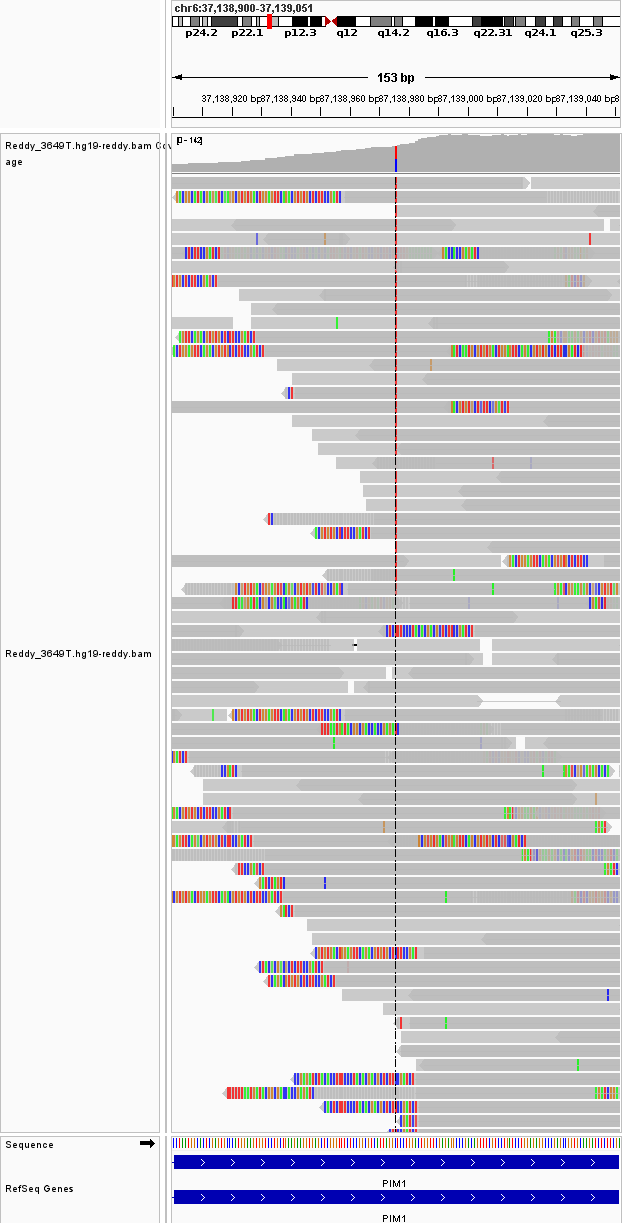 chr6:37,138,900-37,139,051
p24.2 p22.1 p12.3 q12 q14.2 q16.3 q22.31 q24.1 q25.3
153 bp
37,138,920 bp 37,138,940 bp 37,138,960 bp 37,138,980 bp 37,139,000 bp 37,139,020 bp 37,139,040 bp
[0 - 142]
Reddy_3649T.hg19-reddy.bam Cov
age
Reddy_3649T.hg19-reddy.bam
Sequence
PIM1
RefSeq Genes
PIM1